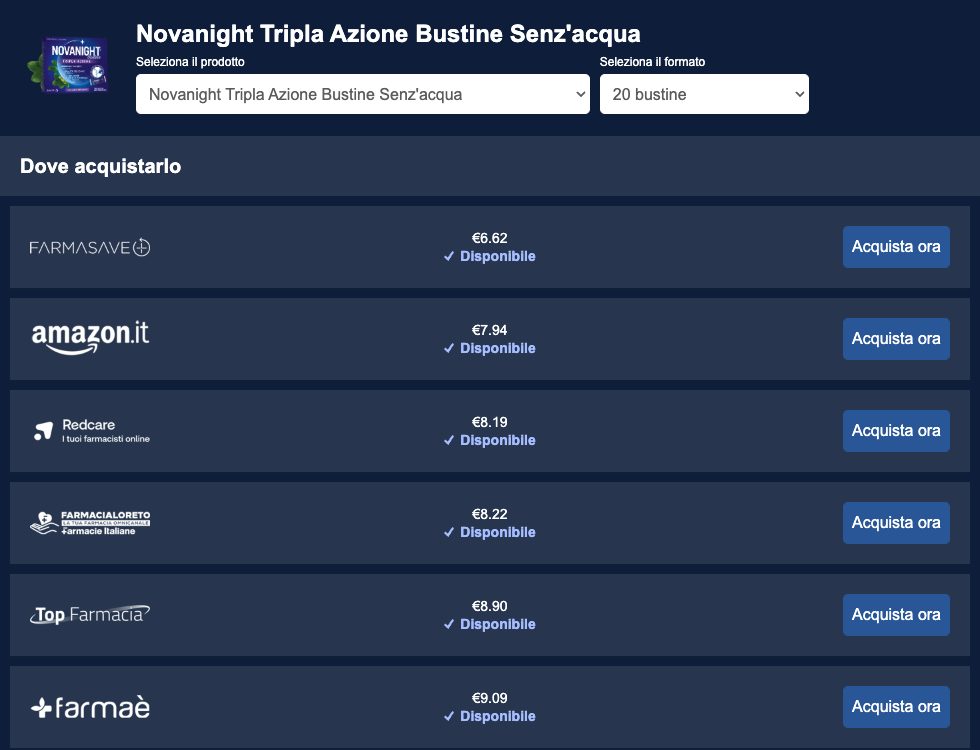 Novanight Tripla Azione Bustine Senz'acqua
NOVANIGHT
TRIPLA AZIONE
Seleziona il prodotto
Seleziona il formato
Novanight Tripla Azione Bustine Senz'acqua
20 bustine
Dove acquistarlo
FARMASAVE
€6.62
✓ Disponibile
Acquista ora
amazon.it
€7.94
✓ Disponibile
Acquista ora
Redcare
I tuoi farmacisti online
€8.19
✓ Disponibile
Acquista ora
FARMACIALORETO
LA TUA FARMACIA OMNICANALE
Farmacie Italiane
€8.22
✓ Disponibile
Acquista ora
Top Farmacia
€8.90
✓ Disponibile
Acquista ora
farmaè
€9.09
✓ Disponibile
Acquista ora